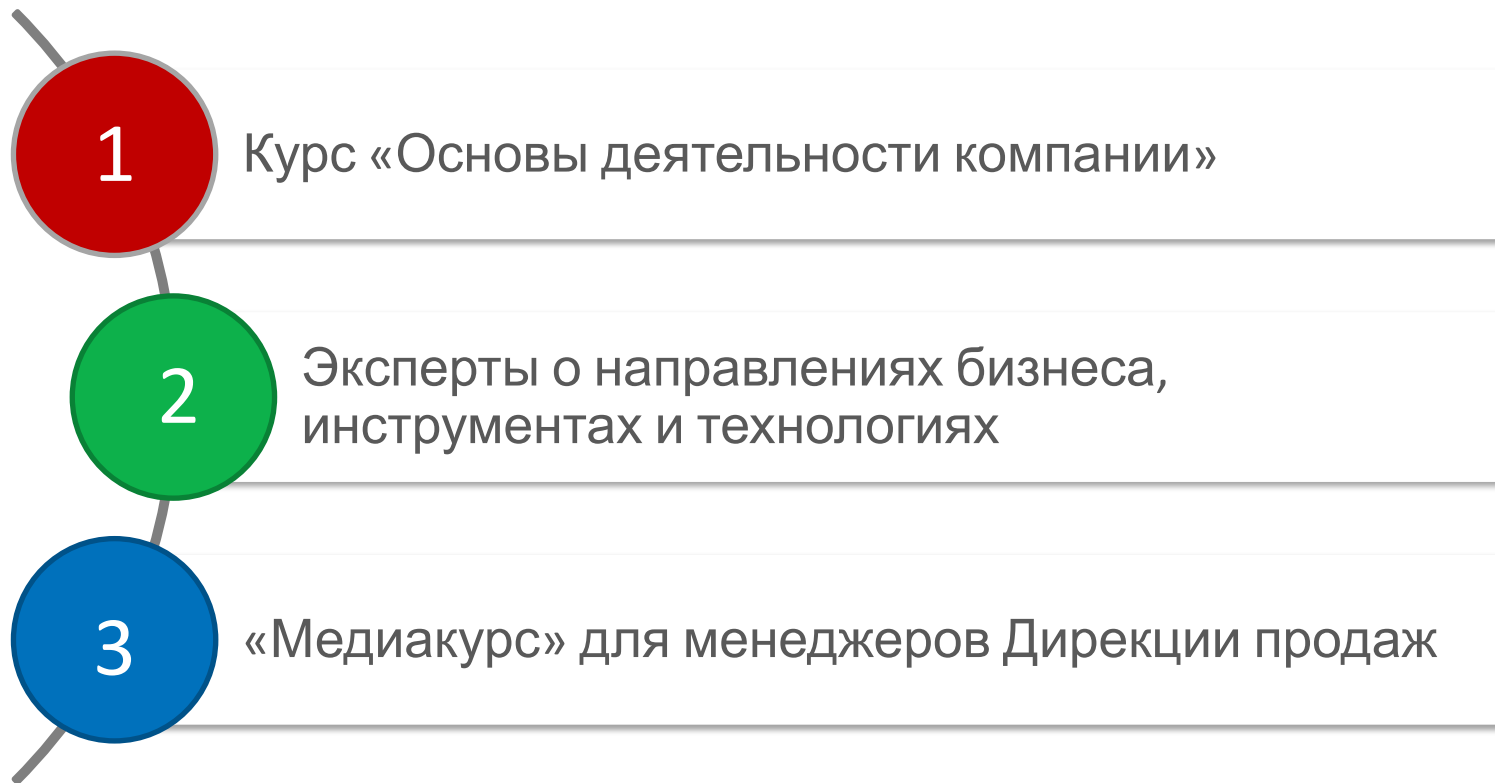 1
Курс «Основы деятельности компании»
2
Эксперты о направлениях бизнеса,
инструментах и технологиях
3
«Медиакурс» для менеджеров Дирекции продаж